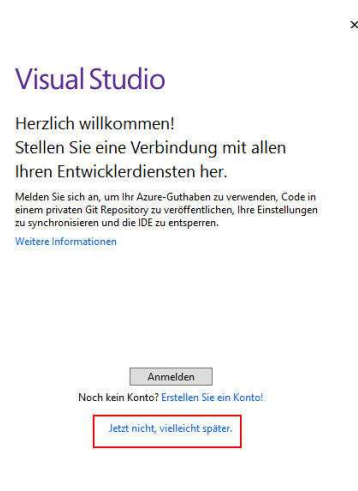 Visual Studio
Herzlich willkommen!
Stellen Sie eine Verbindung mit allen
Ihren Entwicklerdiensten her.
Melden Sie sich an, um Ihr Azure-Guthaben zu verwenden, Code in
einem privaten Git Repository zu veröffentlichen, Ihre Einstellungen
zu synchronisieren und die IDE zu entsperren.
Weitere Informationen
Anmelden
Noch kein Konto? Erstellen Sie ein Konto!
Jetzt nicht, vielleicht später.